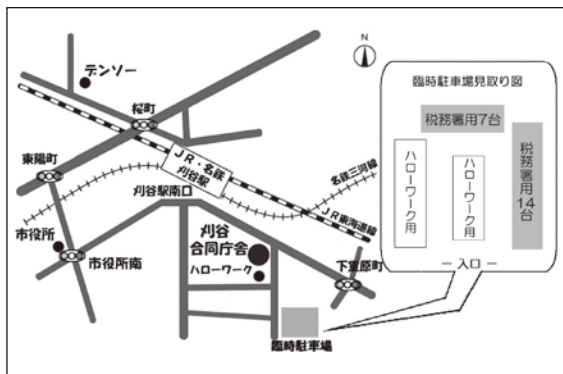 デンソー
桜町
東陽町
JR・名鉄
刈谷駅
刈谷駅南口
名鉄三河線
JR東海道線
市役所
市役所南
刈谷
合同庁舎
ハローワーク
下重原町
臨時駐車場
N
臨時駐車場見取り図
税務署用7台
ハローワーク用
ハローワーク用
税務署用14台
― 入口 ―